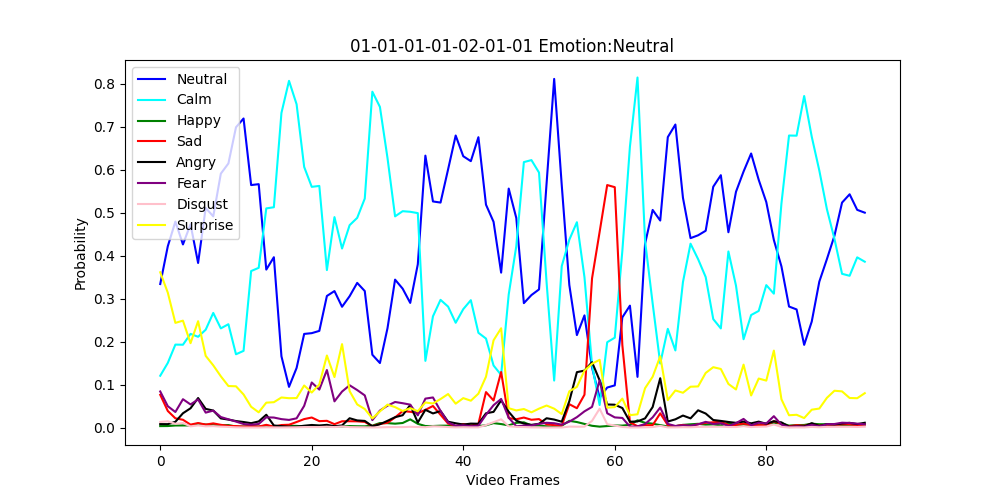 01-01-01-01-02-01-01 Emotion:Neutral
Neutral
Calm
Happy
Sad
Angry
Fear
Disgust
Surprise
Probability
0.8
0.7
0.6
0.5
0.4
0.3
0.2
0.1
0.0
0 20 40 60 80
Video Frames